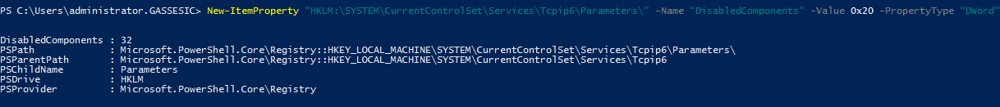 PS C:\Users\administrator.GASSESIC> New-ItemProperty "HKLM:\SYSTEM\CurrentControlSet\Services\Tcpip6\Parameters\" -Name "DisabledComponents" -Value 0x20 -PropertyType "DWord"
DisabledComponents : 32
PSPath : Microsoft.PowerShell.Core\Registry::HKEY_LOCAL_MACHINE\SYSTEM\CurrentControlSet\Services\Tcpip6\Parameters\
PSParentPath : Microsoft.PowerShell.Core\Registry::HKEY_LOCAL_MACHINE\SYSTEM\CurrentControlSet\Services\Tcpip6
PSChildName : Parameters
PSDrive : HKLM
PSProvider : Microsoft.PowerShell.Core\Registry